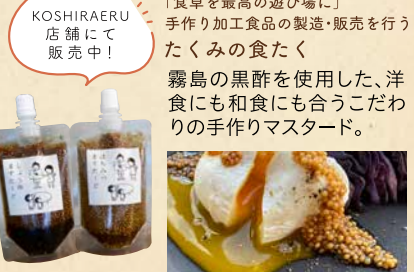 KOSHIRAERU
店舗にて
販売中！
「食卓を最高の遊び場に」
手作り加工食品の製造・販売を行う
たくみの食たく
霧島の黒酢を使用した、洋
食にも和食にも合うこだわ
りの手作りマスタード。